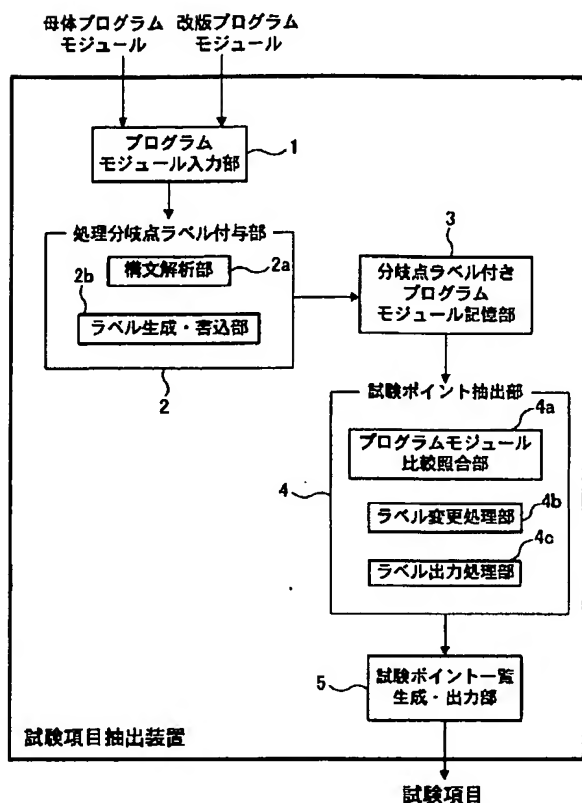 母体プログラム
モジュール
改版プログラム
モジュール
プログラム
モジュール入力部
1
処理分岐点ラベル付与部
構文解析部
2a
2b
ラベル生成・書込部
2
3
分岐点ラベル付き
プログラム
モジュール記憶部
試験ポイント抽出部
4a
プログラムモジュール
比較照合部
4
4b
ラベル変更処理部
4c
ラベル出力処理部
5
試験ポイント一覧
生成・出力部
試験項目抽出装置
試験項目